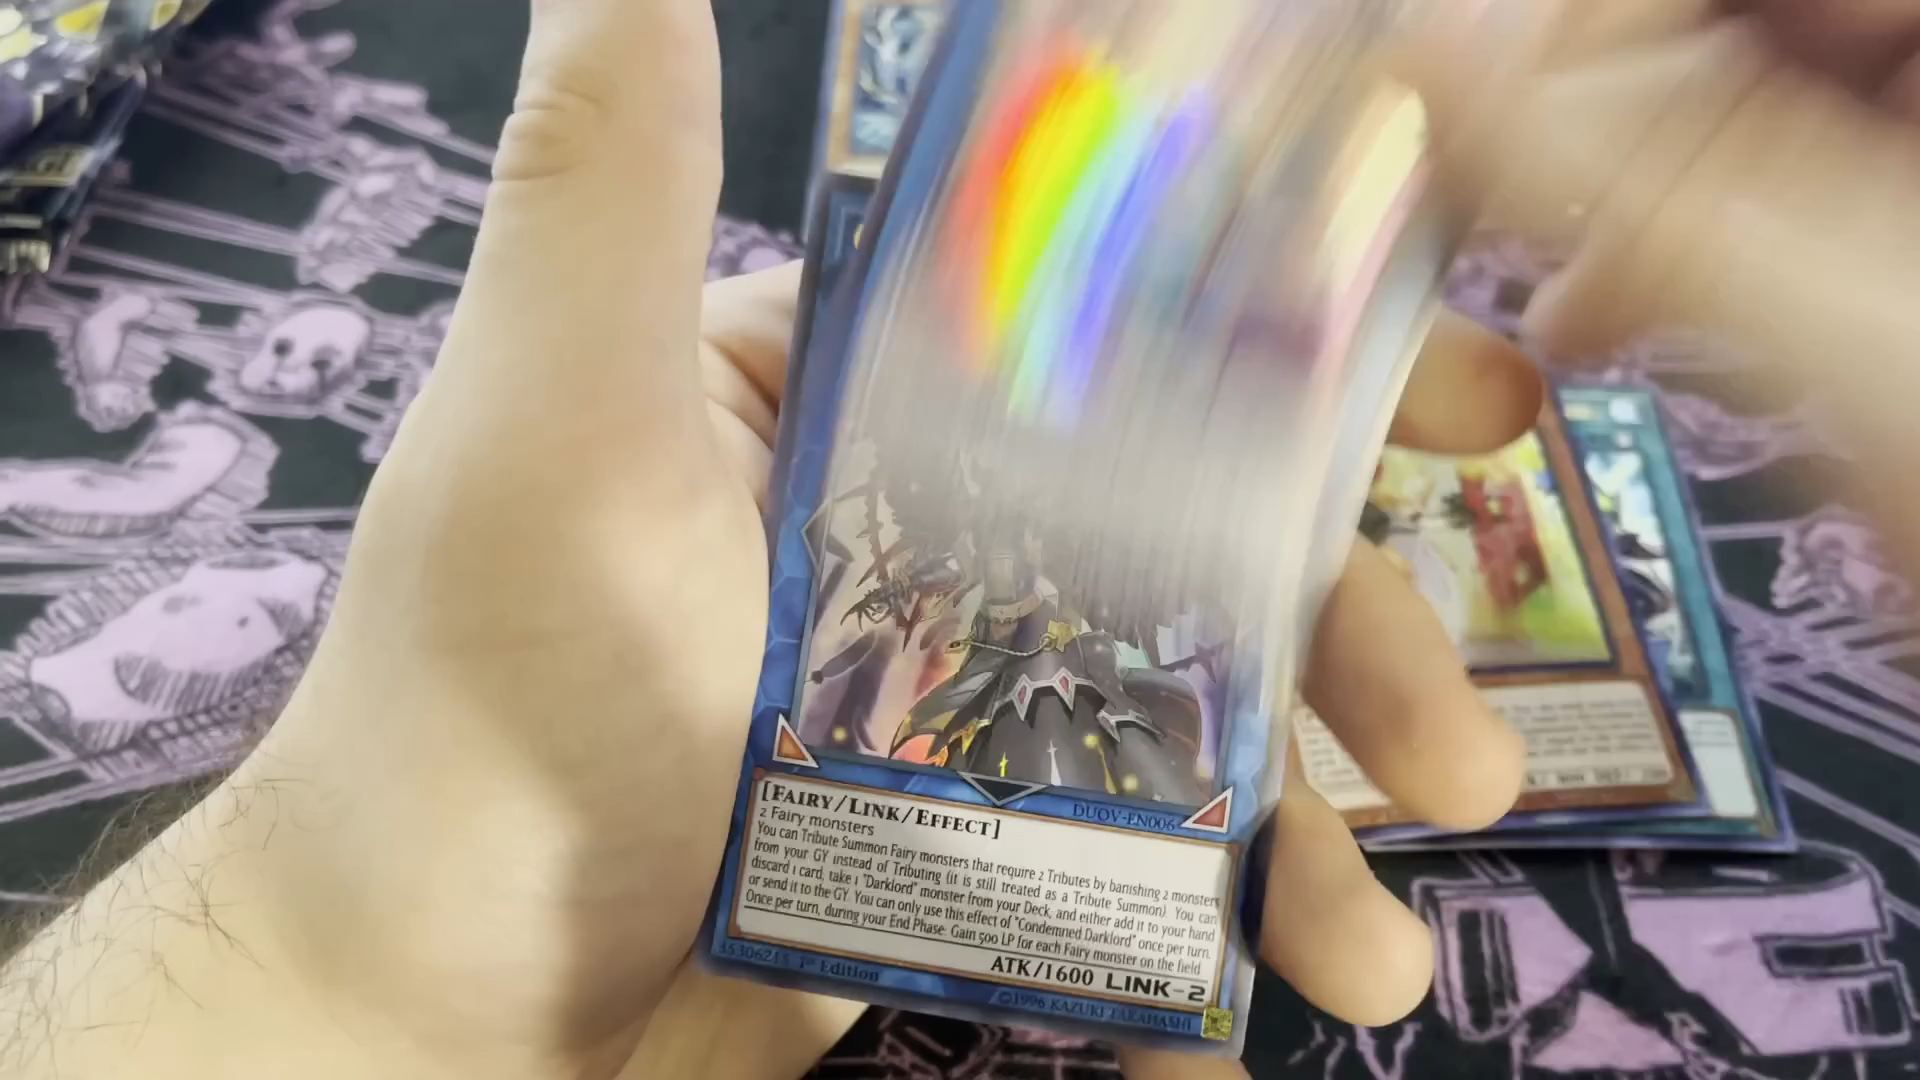 DUOV-EN006
[FAIRY/LINK/EFFECT]
2 Fairy monsters
You can Tribute Summon Fairy monsters that require 2 Tributes by banishing 2 monsters
from your GY instead of Tributing (it is still treated as a Tribute Summon). You can
discard 1 card, take 1 "Darklord" monster from your Deck, and either add it to your hand
or send it to the GY. You can only use this effect of "Condemned Darklord" once per turn.
Once per turn, during your End Phase: Gain 500 LP for each Fairy monster on the field
ATK/1600 LINK-2
1st Edition
©1996 KAZUKI TAKAHASHI